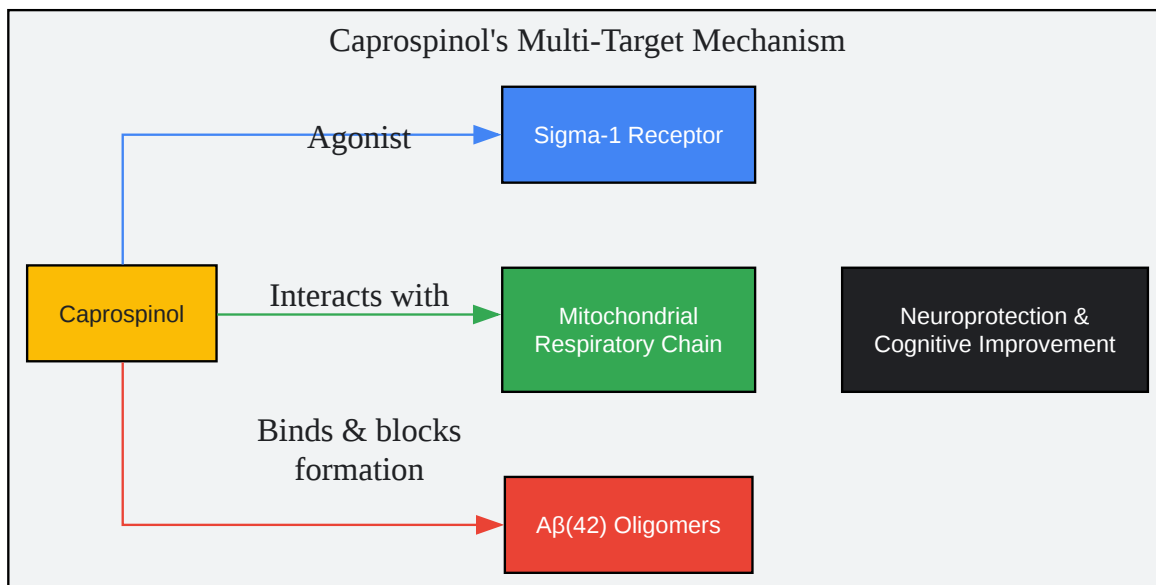 Caprospinol's Multi-Target Mechanism
Agonist
Sigma-1 Receptor
Caprospinol
Interacts with
Mitochondrial
Respiratory Chain
Neuroprotection &
Cognitive Improvement
Binds & blocks
formation
Aβ(42) Oligomers